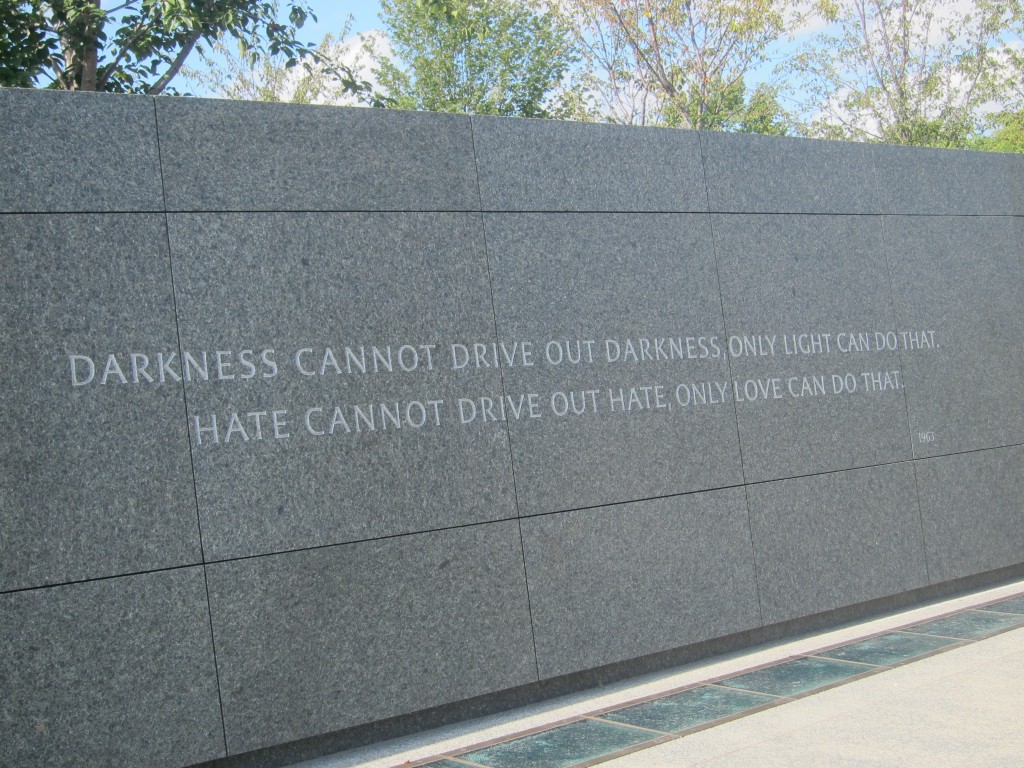 DARKNESS CANNOT DRIVE OUT DARKNESS, ONLY LIGHT CAN DO THAT.
HATE CANNOT DRIVE OUT HATE, ONLY LOVE CAN DO THAT.
1963